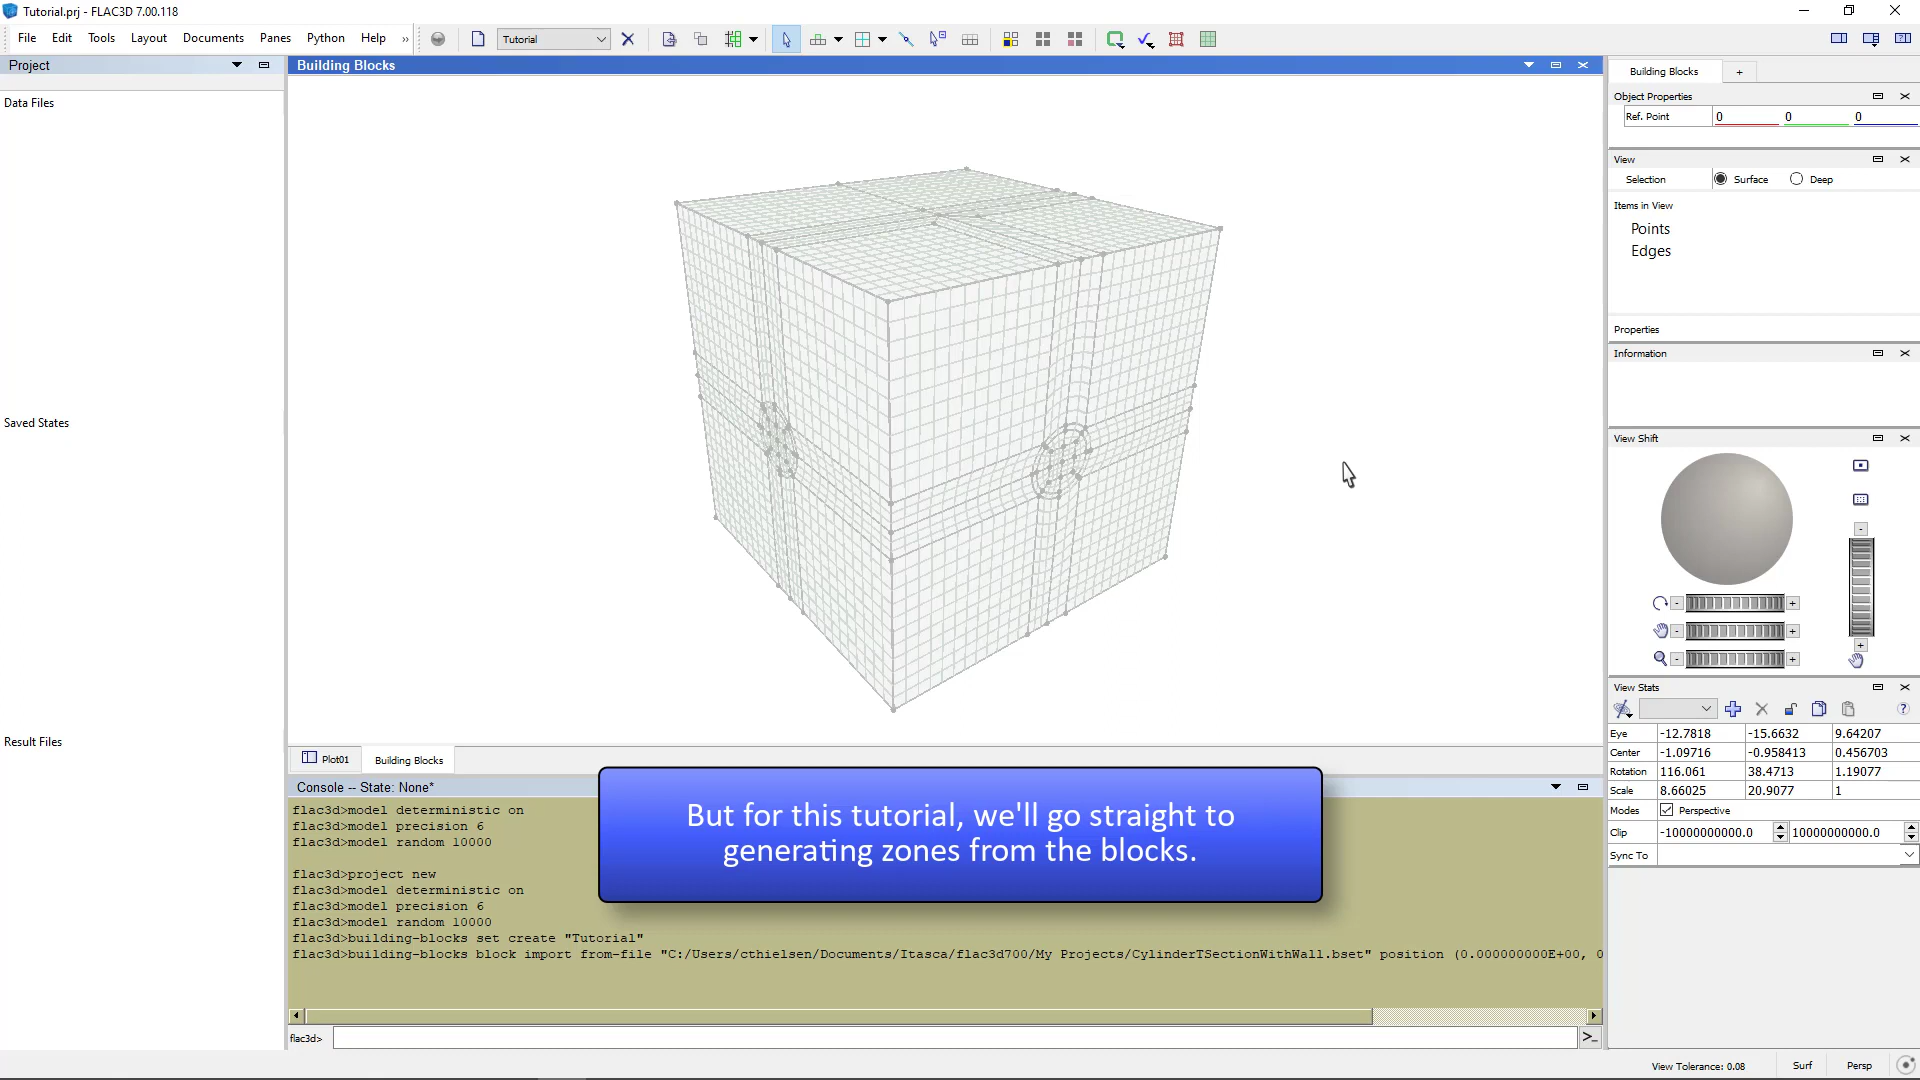 Tutorial.prj - FLAC3D 7.00.118
File Edit Tools Layout Documents Panes Python Help »
Tutorial
Project
Data Files
Saved States
Result Files
Building Blocks
Plot01
Building Blocks
Console -- State: None*
flac3d>model deterministic on
flac3d>model precision 6
flac3d>model random 10000
flac3d>project new
flac3d>model deterministic on
flac3d>model precision 6
flac3d>model random 10000
flac3d>building-blocks set create "Tutorial"
flac3d>building-blocks block import from-file "C:/Users/cthielsen/Documents/Itasca/flac3d700/My Projects/CylinderTSectionWithWall.bset" position (0.000000000E+00, 0
flac3d>
But for this tutorial, we'll go straight to
generating zones from the blocks.
Building Blocks +
Object Properties
Ref. Point 0 0 0
View
Selection Surface Deep
Items in View
Points
Edges
Properties
Information
View Shift
View Stats
Eye -12.7818 -15.6632 9.64207
Center -1.09716 -0.958413 0.456703
Rotation 116.061 38.4713 1.19077
Scale 8.66025 20.9077 1
Modes Perspective
Clip -10000000000.0 10000000000.0
Sync To
View Tolerance: 0.08 Surf Persp